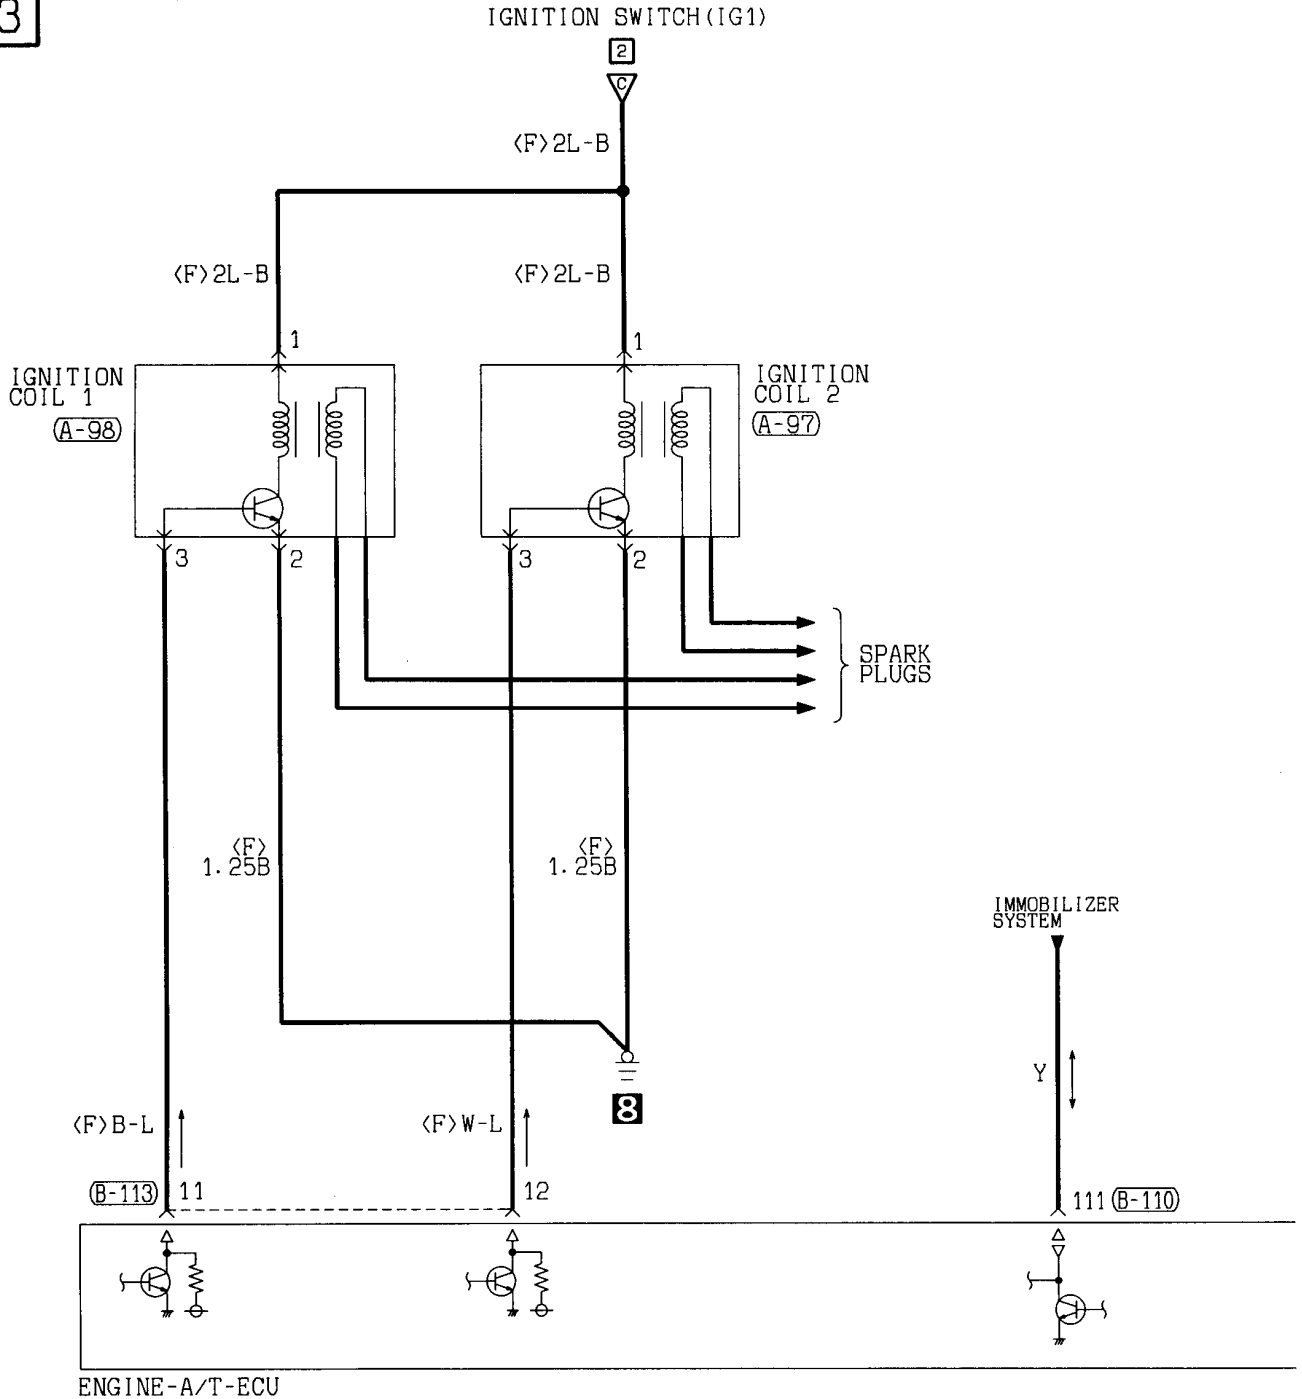 3
IGNITION SWITCH(IG1)
2
C
<F>2L-B
<F>2L-B
<F>2L-B
1
1
IGNITION
COIL 1
(A-98)
IGNITION
COIL 2
(A-97)
3
2
3
2
SPARK
PLUGS
<F>
1.25B
<F>
1.25B
IMMOBILIZER
SYSTEM
Y
8
<F>B-L
<F>W-L
(B-113) 11
12
111 (B-110)
ENGINE-A/T-ECU